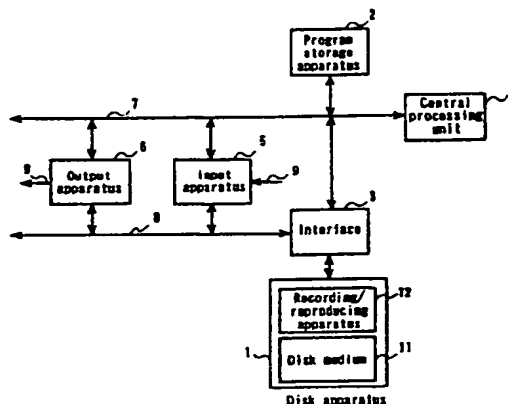 2
Program
storage
apparatus
7
Central
processing
unit
6
5
Output
apparatus
Input
apparatus
9
9
3
8
Interface
Recording/
reproducing
apparatus
12
1
Disk medium
11
Disk apparatus